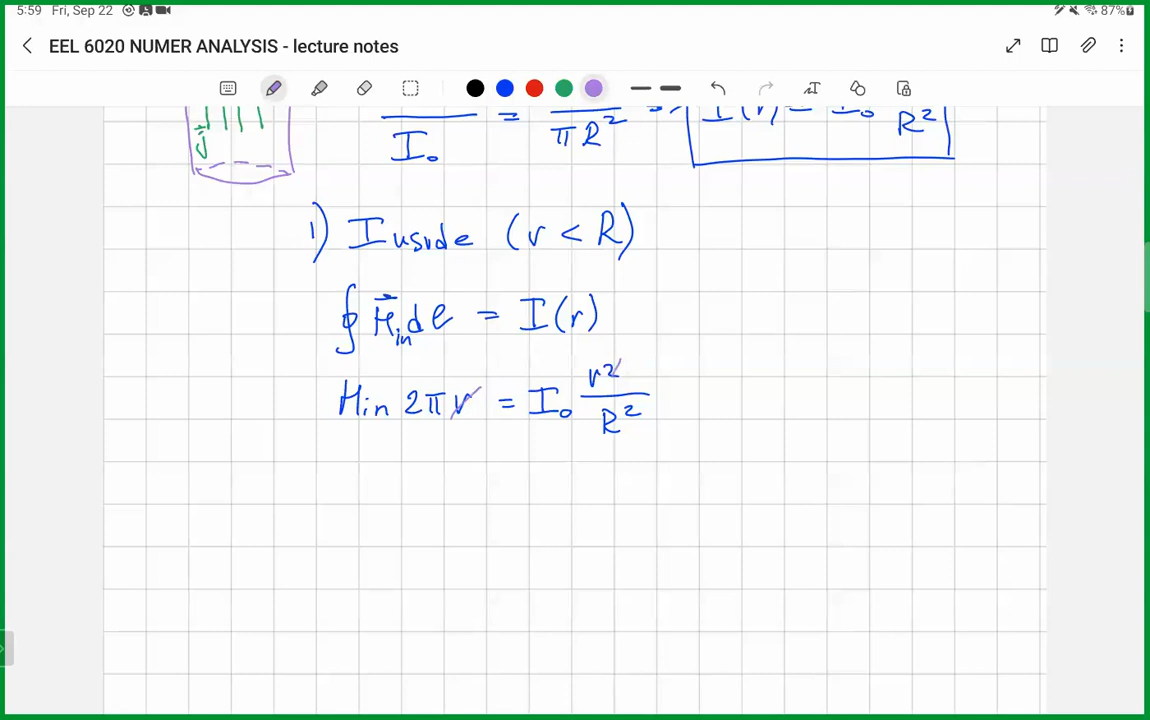 5:59 Fri, Sep 22 87%
EEL 6020 NUMER ANALYSIS - lecture notes
J
I₀ = πR² => I(r) = I₀ R²
1) Inside (r < R)
∮ H⃗in dℓ = I(r)
Hin 2πr = I₀ r²/R²